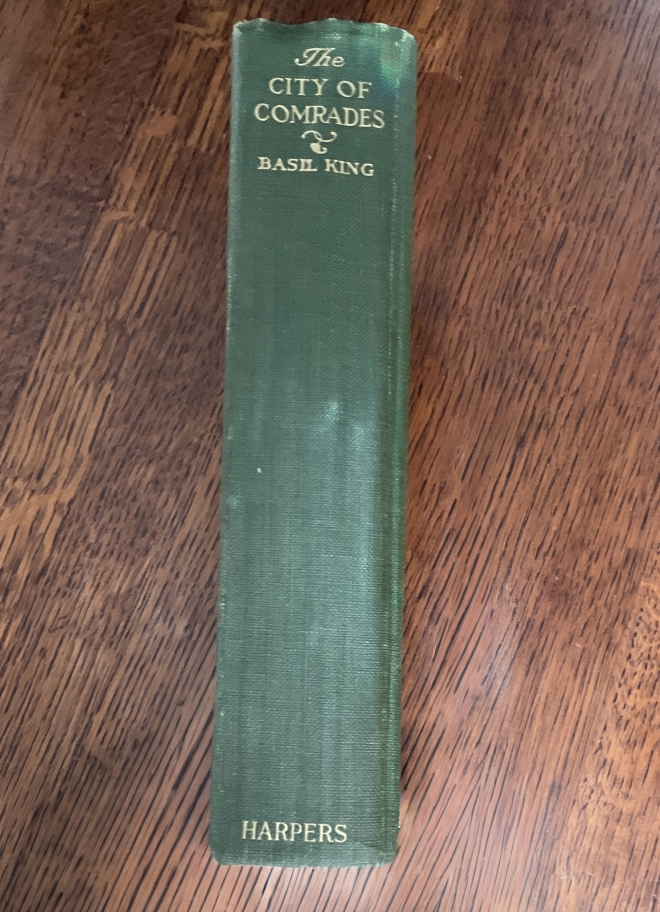 The
CITY OF
COMRADES
BASIL KING
HARPERS